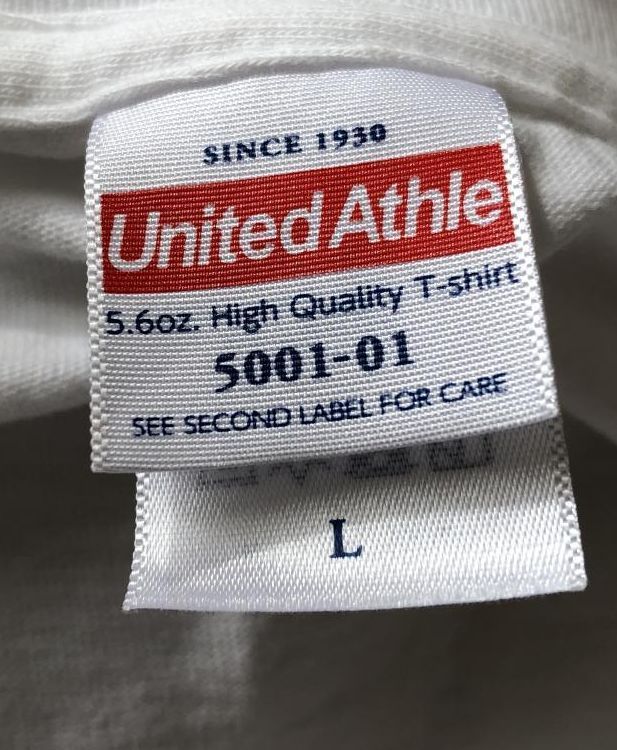 SINCE 1930
United Athle
5.6oz. High Quality T-shirt
5001-01
SEE SECOND LABEL FOR CARE
L